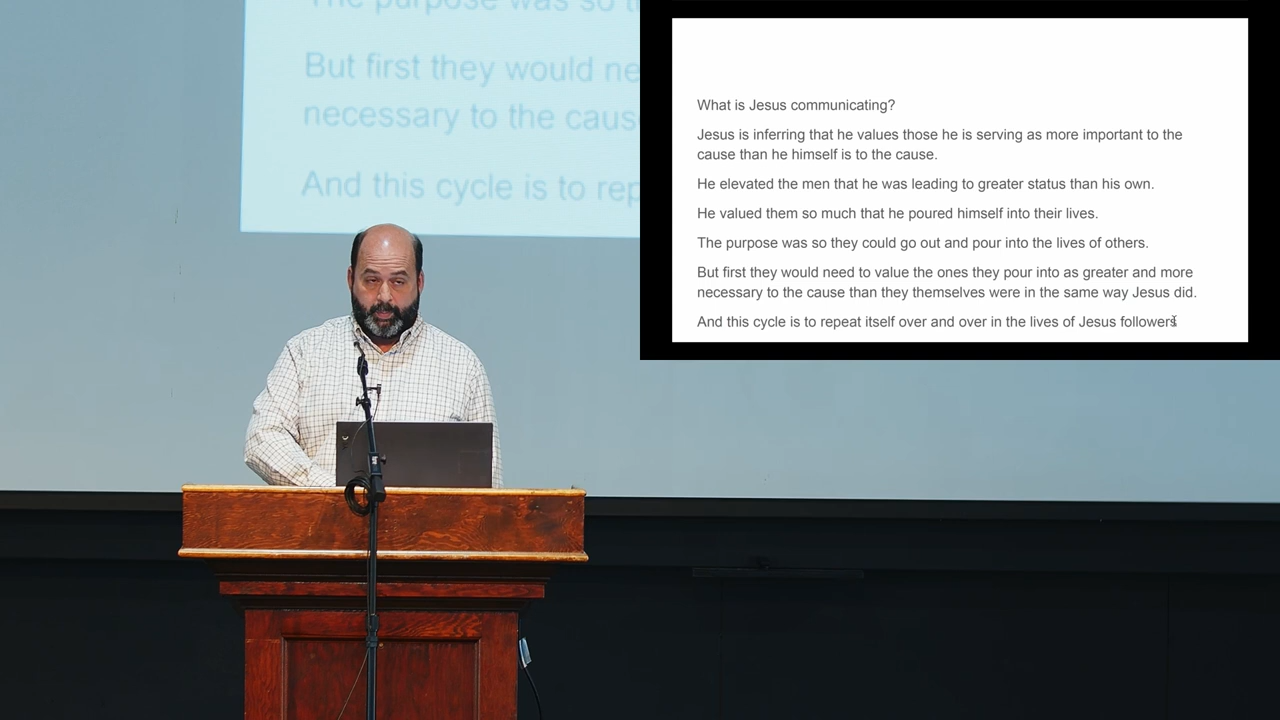 The purpose was so t
But first they would ne
necessary to the caus
And this cycle is to rep
What is Jesus communicating?
Jesus is inferring that he values those he is serving as more important to the
cause than he himself is to the cause.
He elevated the men that he was leading to greater status than his own.
He valued them so much that he poured himself into their lives.
The purpose was so they could go out and pour into the lives of others.
But first they would need to value the ones they pour into as greater and more
necessary to the cause than they themselves were in the same way Jesus did.
And this cycle is to repeat itself over and over in the lives of Jesus followers